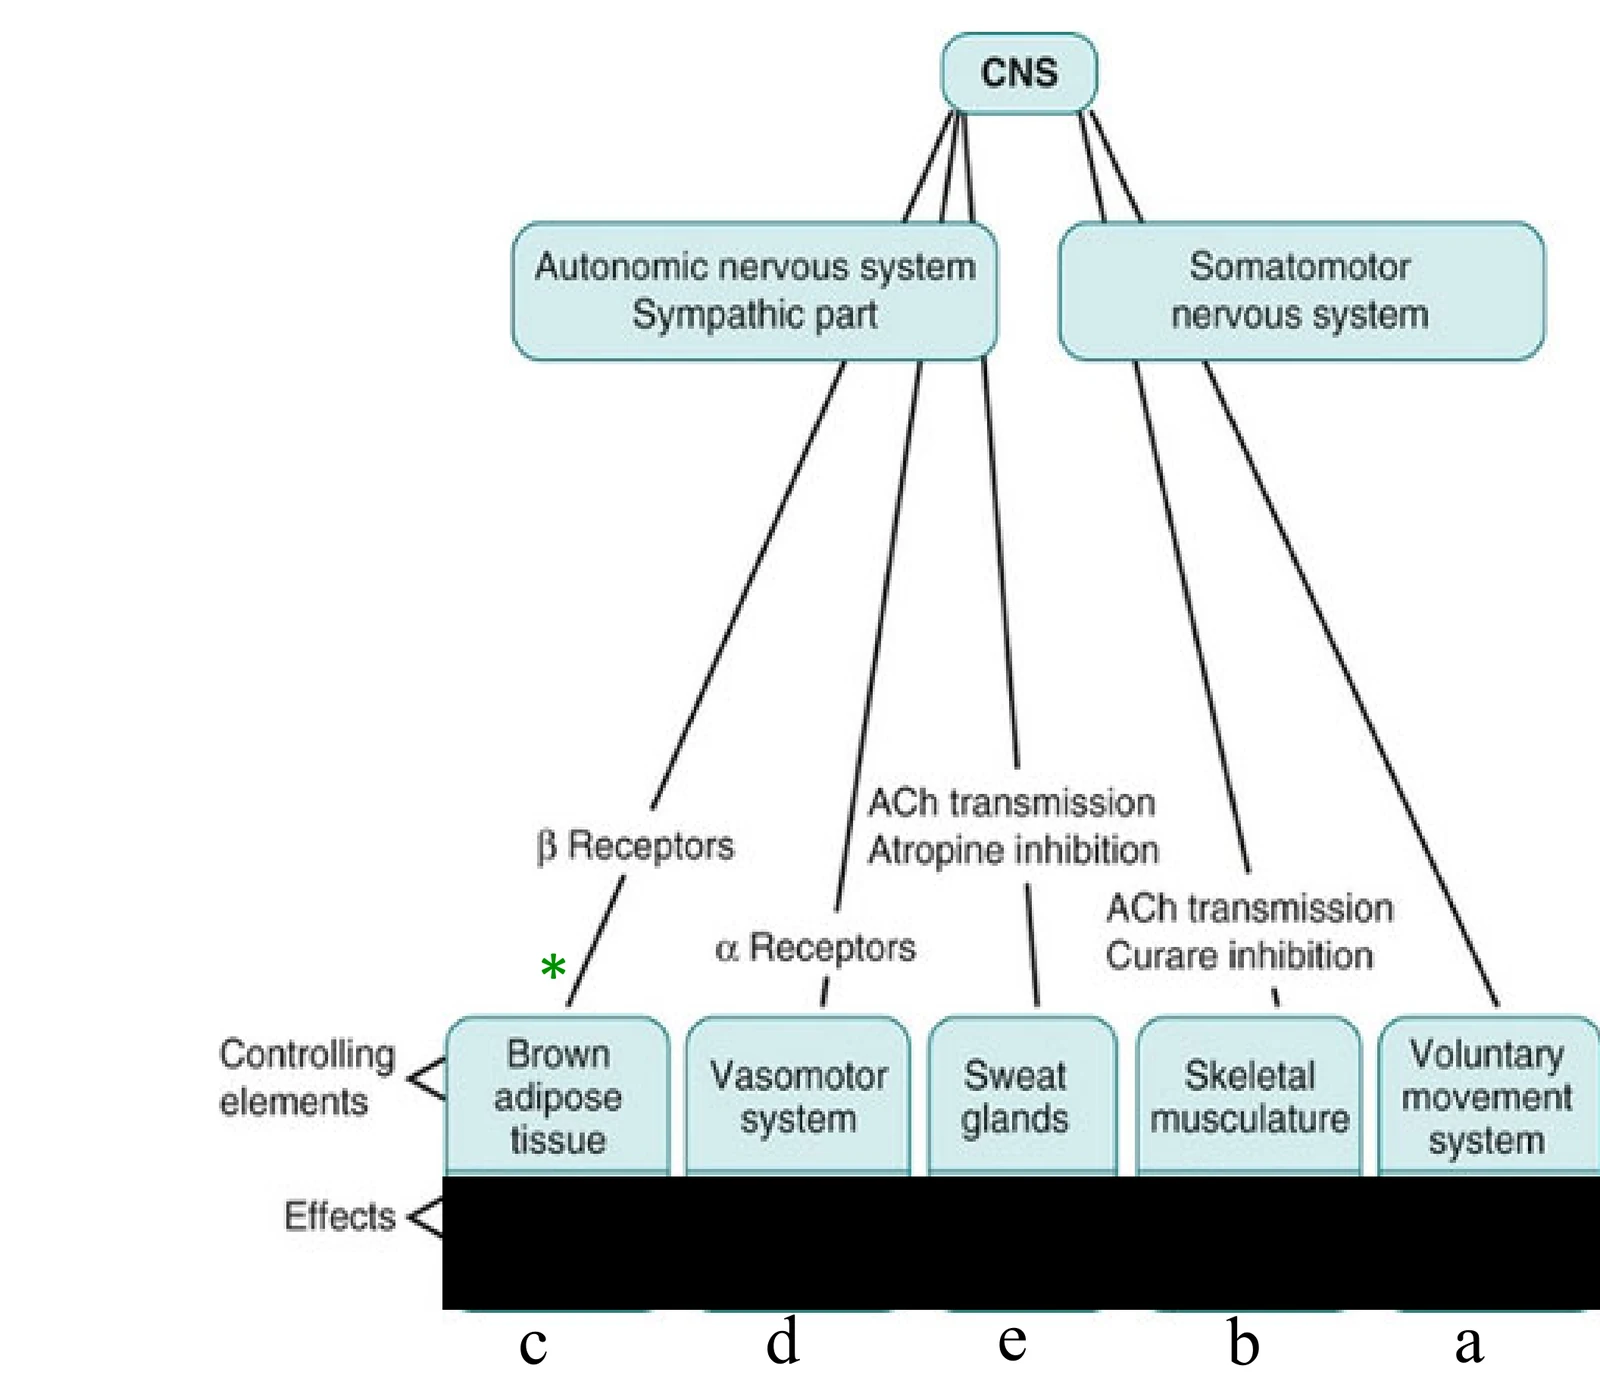 CNS
Autonomic nervous system
Sympathic part
Somatomotor
nervous system
β Receptors
α Receptors
ACh transmission
Atropine inhibition
ACh transmission
Curare inhibition
*
Controlling
elements
Brown
adipose
tissue
Vasomotor
system
Sweat
glands
Skeletal
musculature
Voluntary
movement
system
Effects
c
d
e
b
a